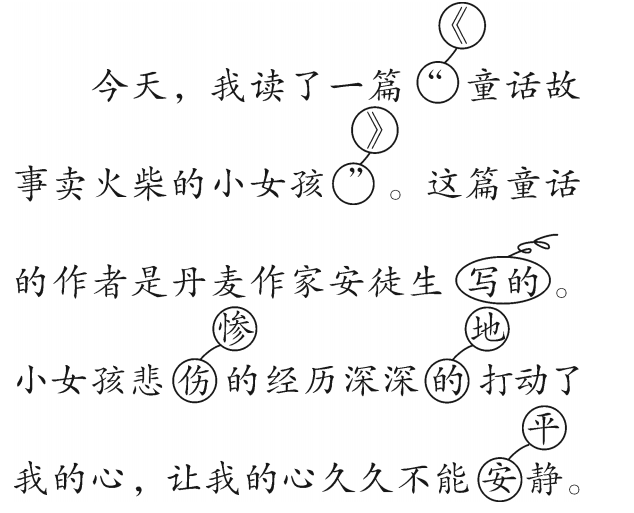 《
今天，我读了一篇“童话故
》
事卖火柴的小女孩”。这篇童话
的作者是丹麦作家安徒生写的。
惨 地
小女孩悲伤的经历深深的打动了
平
我的心，让我的心久久不能安静。